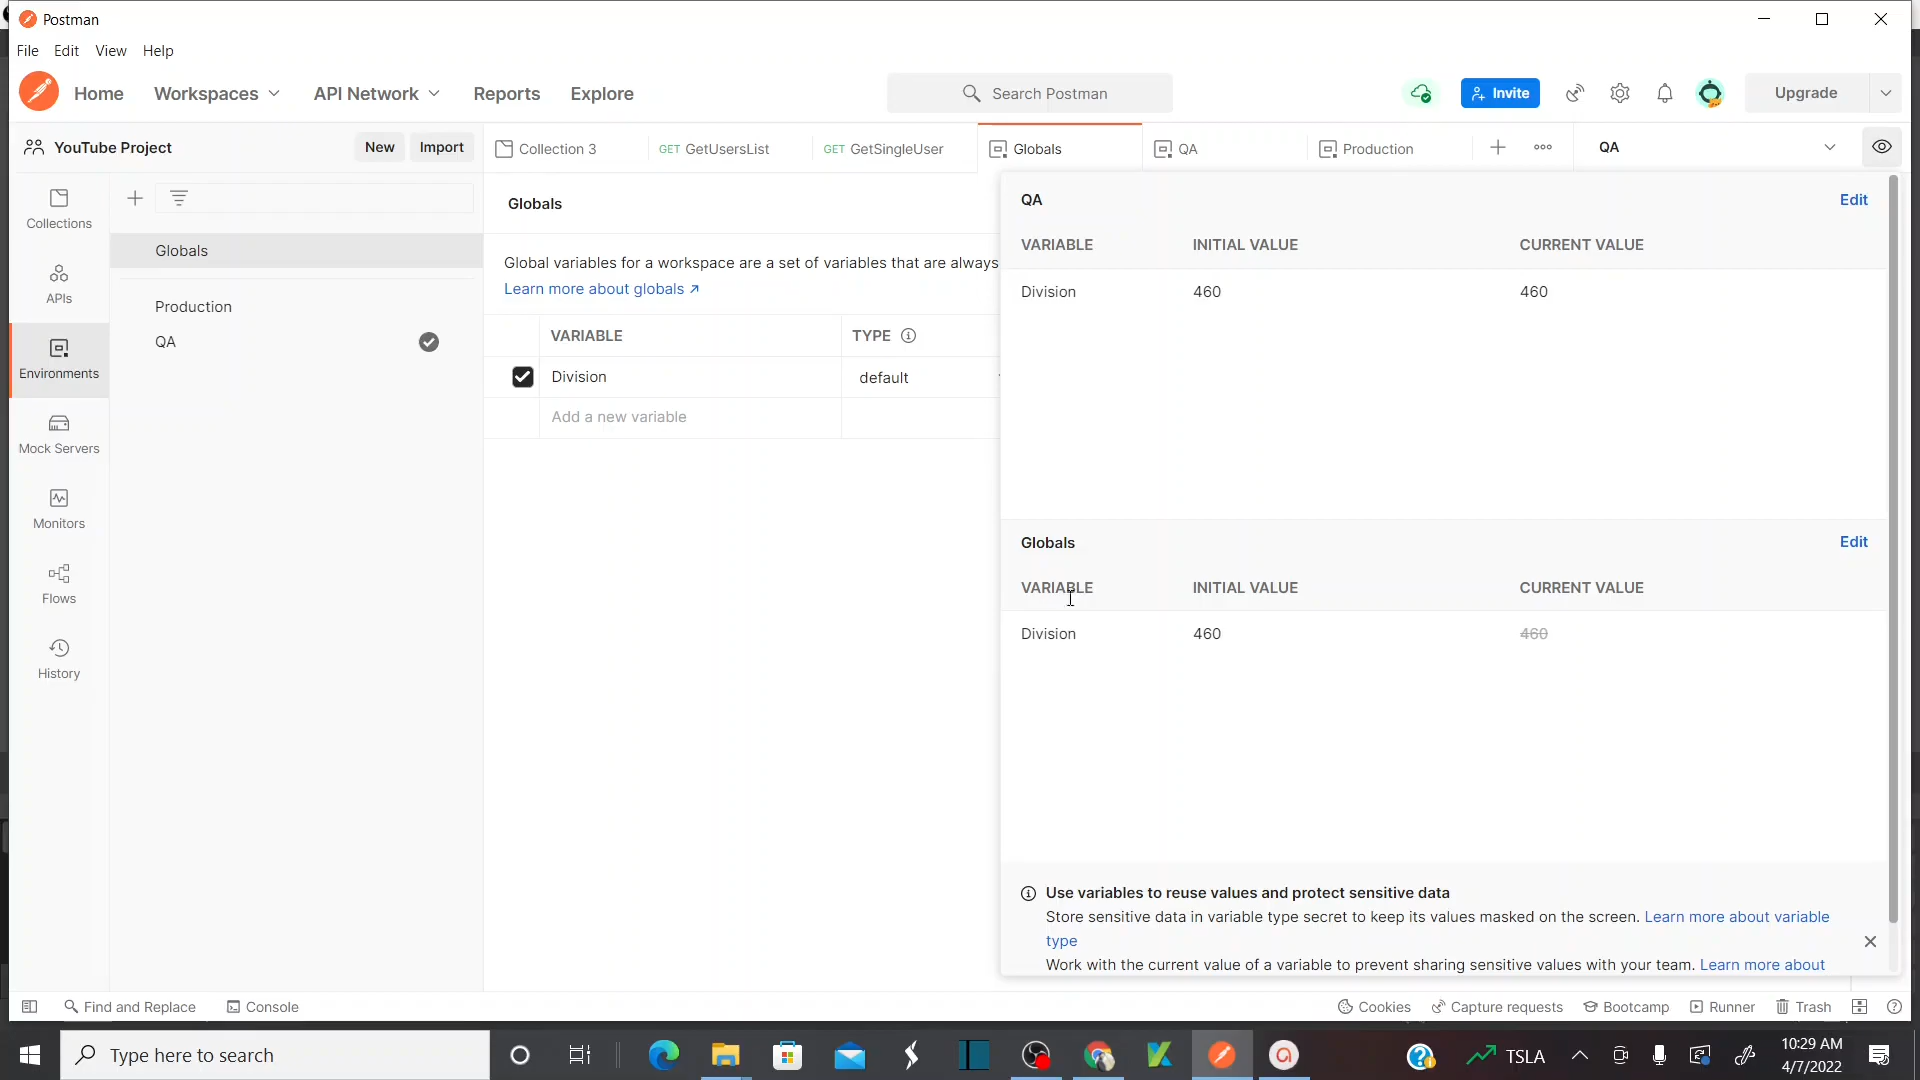 Postman
File Edit View Help
Home Workspaces API Network Reports Explore Search Postman Invite Upgrade
YouTube Project New Import Collection 3 GET GetUsersList GET GetSingleUser Globals QA Production QA
Collections
APIs
Environments
Mock Servers
Monitors
Flows
History
Globals
Production
QA
Globals
Global variables for a workspace are a set of variables that are always
Learn more about globals ↗
VARIABLE TYPE
Division default
Add a new variable
QA Edit
VARIABLE INITIAL VALUE CURRENT VALUE
Division 460 460
Globals Edit
VARIABLE INITIAL VALUE CURRENT VALUE
Division 460 460
Use variables to reuse values and protect sensitive data
Store sensitive data in variable type secret to keep its values masked on the screen. Learn more about variable
type
Work with the current value of a variable to prevent sharing sensitive values with your team. Learn more about
Find and Replace Console Cookies Capture requests Bootcamp Runner Trash
Type here to search TSLA 10:29 AM
4/7/2022